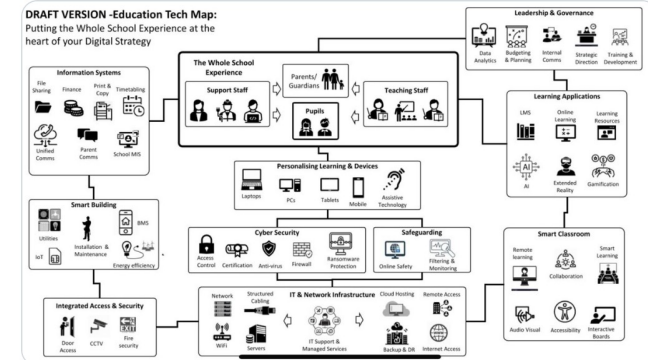 DRAFT VERSION -Education Tech Map:
Putting the Whole School Experience at the
heart of your Digital Strategy
Leadership & Governance
Data
Analytics
Budgeting
& Planning
Internal
Comms
Strategic
Direction
Training &
Development
Information Systems
File
Sharing
Finance
Print &
Copy
Timetabling
Unified
Comms
Parent
Comms
School MIS
The Whole School
Experience
Support Staff
Parents/
Guardians
Pupils
Teaching Staff
Learning Applications
LMS
Online
Learning
Learning
Resources
AI
AI
Extended
Reality
Gamification
Personalising Learning & Devices
Laptops
PCs
Tablets
Mobile
Assistive
Technology
Smart Building
Utilities
Installation &
Maintenance
BMS
IoT
Energy efficiency
Cyber Security
Access
Control
Certification
Anti-virus
Firewall
Ransomware
Protection
Safeguarding
Online Safety
Filtering &
Monitoring
Smart Classroom
Remote
learning
Collaboration
Smart
Learning
Audio Visual
Accessibility
Interactive
Boards
Integrated Access & Security
Door
Access
CCTV
Fire
security
IT & Network Infrastructure
Network
Structured
Cabling
WiFi
Servers
IT Support &
Managed Services
Cloud Hosting
Remote Access
Backup & DR
Internet Access